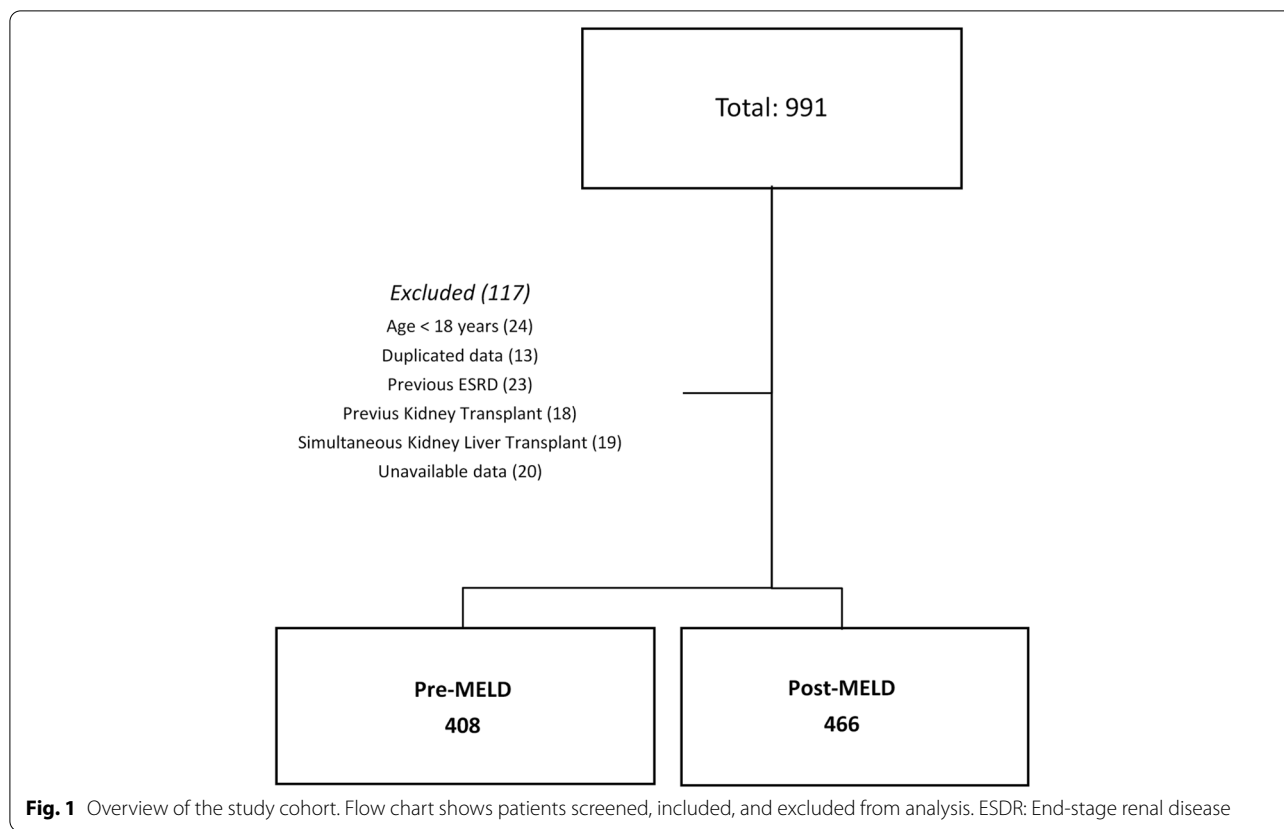 Total: 991
Excluded (117)
Age < 18 years (24)
Duplicated data (13)
Previous ESRD (23)
Previus Kidney Transplant (18)
Simultaneous Kidney Liver Transplant (19)
Unavailable data (20)
Pre-MELD
408
Post-MELD
466
Fig. 1 Overview of the study cohort. Flow chart shows patients screened, included, and excluded from analysis. ESDR: End-stage renal disease